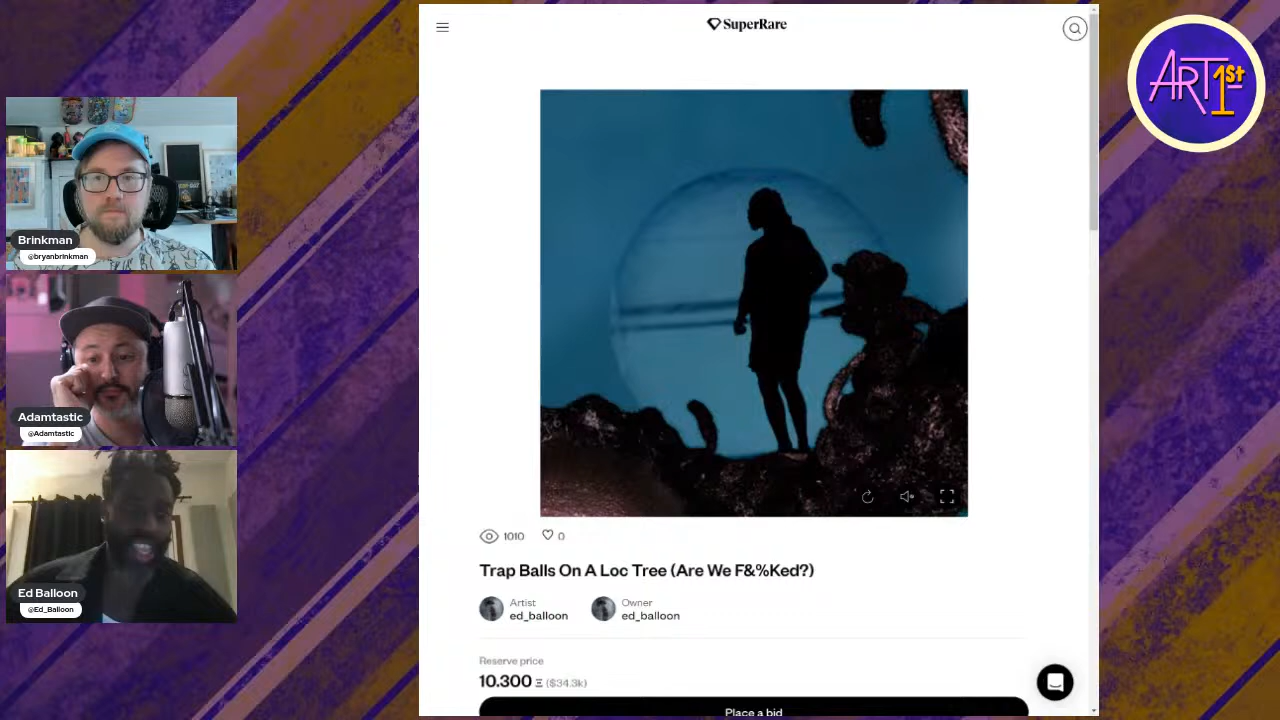 SuperRare
ART 1st
Brinkman
@bryanbrinkman
Adamtastic
@Adamtastic
Ed Balloon
@Ed_Balloon
1010
0
Trap Balls On A Loc Tree (Are We F&%Ked?)
Artist
ed_balloon
Owner
ed_balloon
Reserve price
10.300 Ξ ($34.3k)
Place a bid